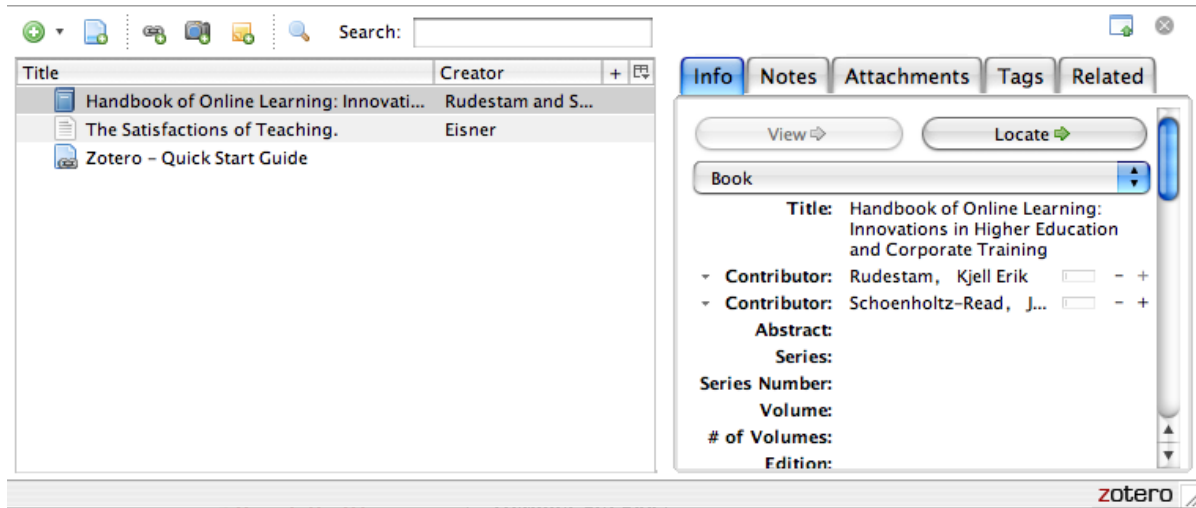 Search:
Title Creator +
Handbook of Online Learning: Innovati... Rudestam and S...
The Satisfactions of Teaching. Eisner
Zotero – Quick Start Guide
Info Notes Attachments Tags Related
View Locate
Book
Title: Handbook of Online Learning:
Innovations in Higher Education
and Corporate Training
Contributor: Rudestam, Kjell Erik - +
Contributor: Schoenholtz-Read, J... - +
Abstract:
Series:
Series Number:
Volume:
# of Volumes:
Edition:
zotero